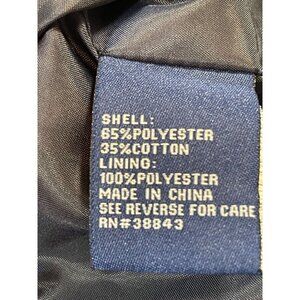 SHELL:
65%POLYESTER
35%COTTON
LINING:
100%POLYESTER
MADE IN CHINA
SEE REVERSE FOR CARE
RN#38843